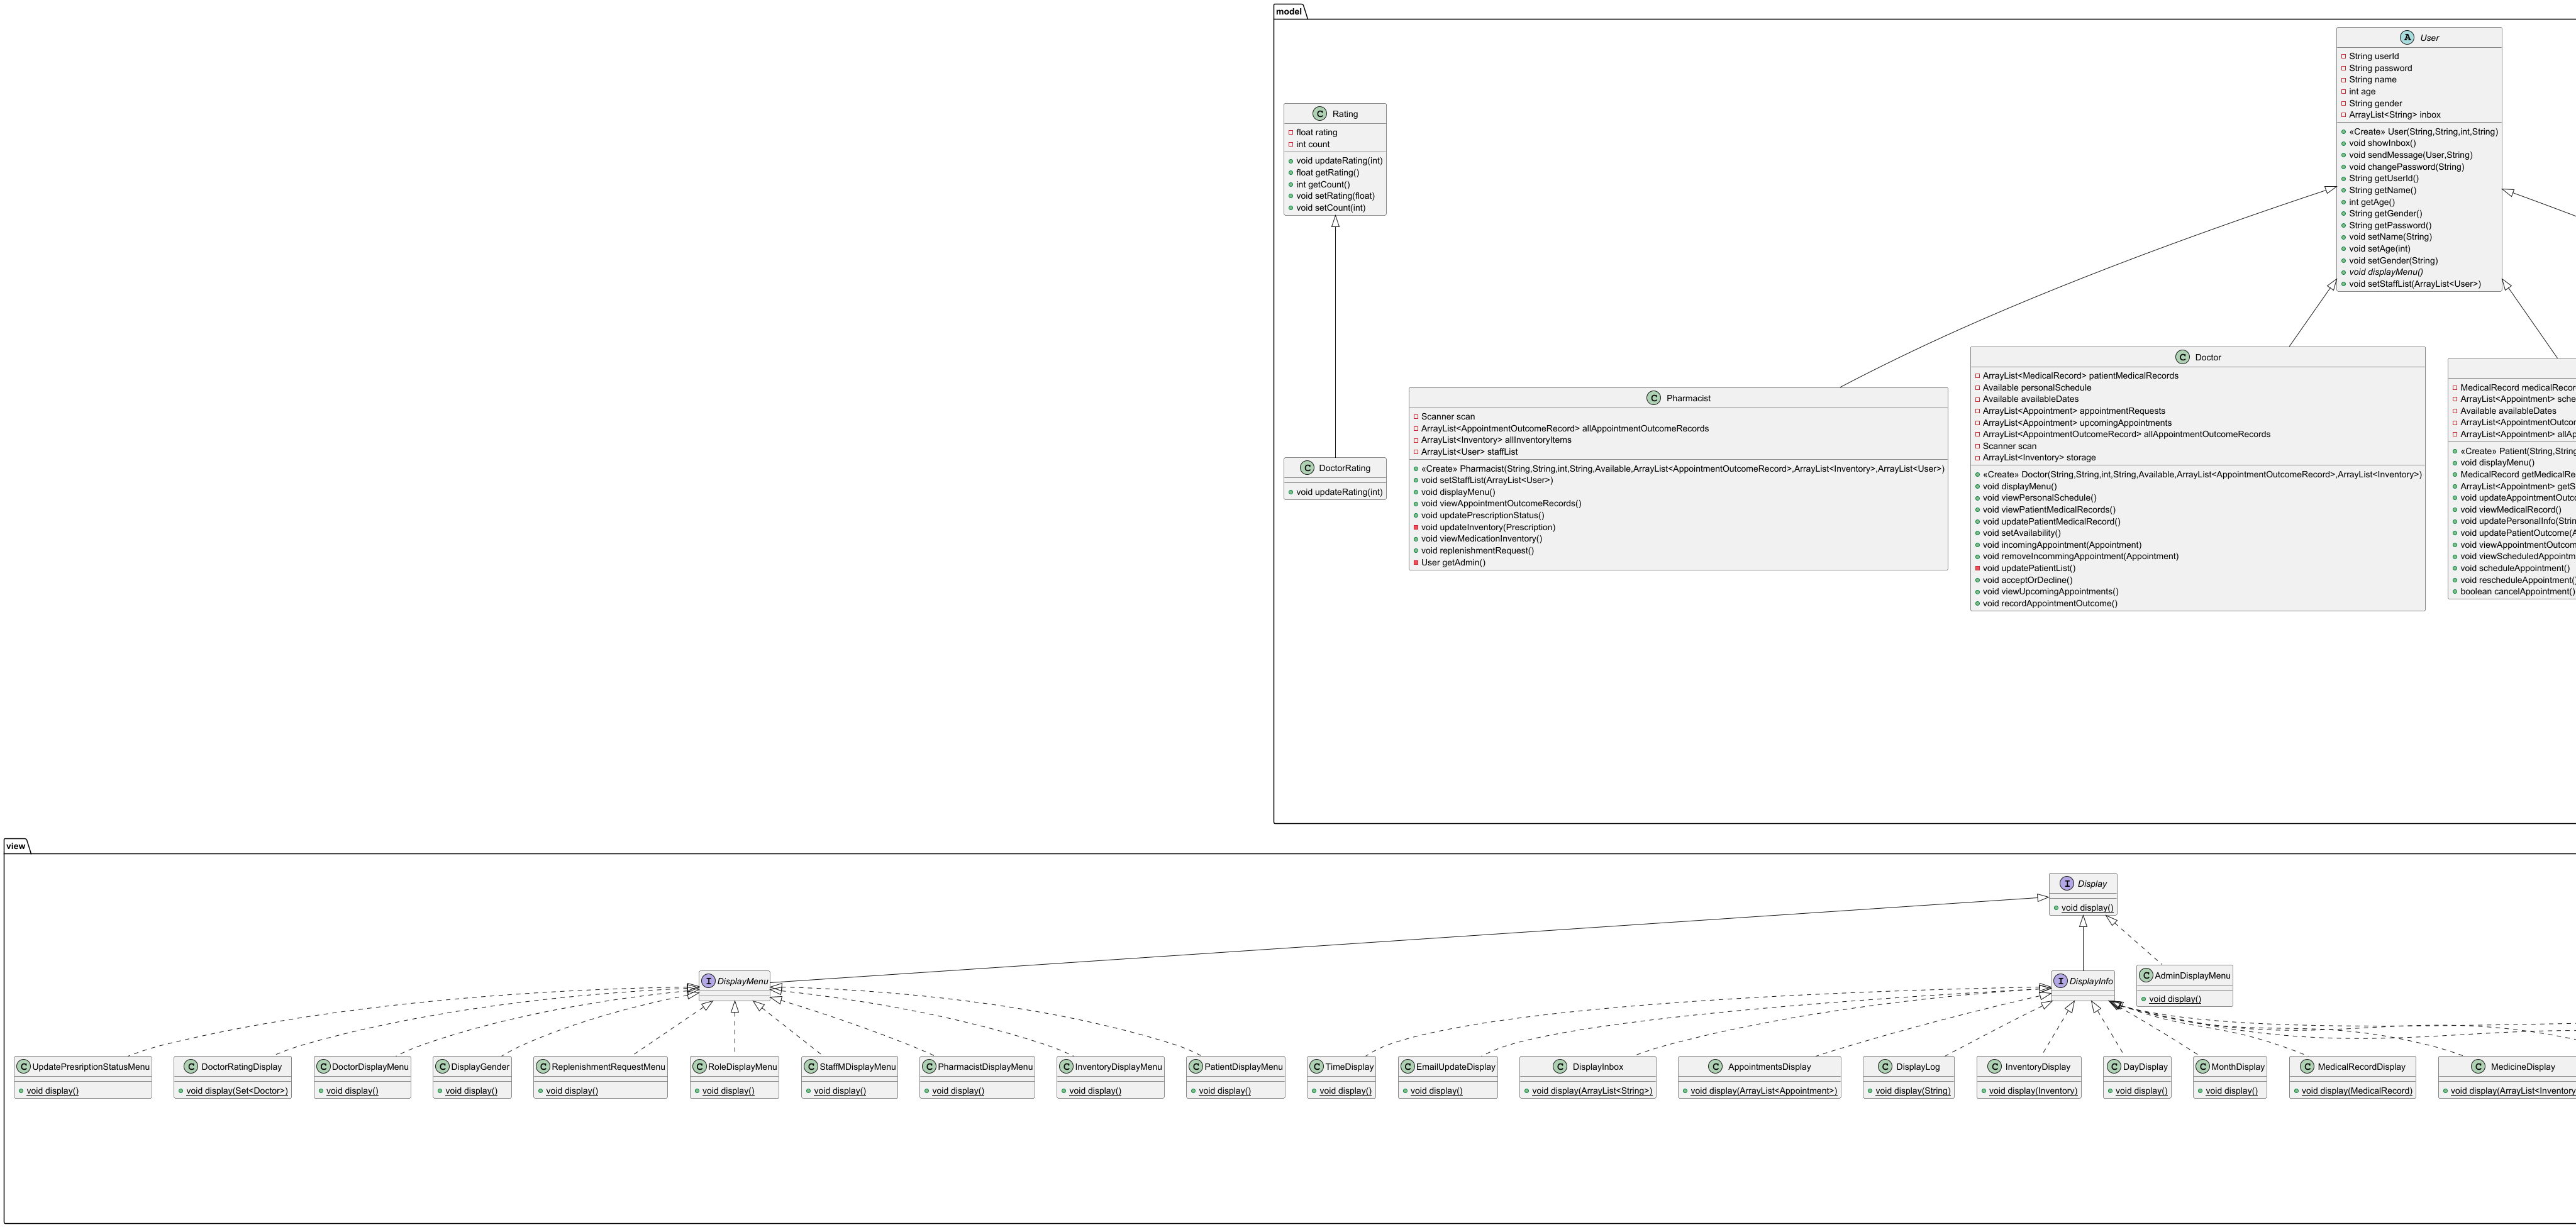 model
User
String userId
String password
String name
int age
String gender
ArrayList<String> inbox
«Create» User(String,String,int,String)
void showInbox()
void sendMessage(User,String)
void changePassword(String)
String getUserId()
String getName()
int getAge()
String getGender()
String getPassword()
void setName(String)
void setAge(int)
void setGender(String)
void displayMenu()
void setStaffList(ArrayList<User>)
Rating
float rating
int count
void updateRating(int)
float getRating()
int getCount()
void setRating(float)
void setCount(int)
DoctorRating
void updateRating(int)
Pharmacist
Scanner scan
ArrayList<AppointmentOutcomeRecord> allAppointmentOutcomeRecords
ArrayList<Inventory> allInventoryItems
ArrayList<User> staffList
«Create» Pharmacist(String,String,int,String,Available,ArrayList<AppointmentOutcomeRecord>,ArrayList<Inventory>,ArrayList<User>)
void setStaffList(ArrayList<User>)
void displayMenu()
void viewAppointmentOutcomeRecords()
void updatePrescriptionStatus()
void updateInventory(Prescription)
void viewMedicationInventory()
void replenishmentRequest()
User getAdmin()
Doctor
ArrayList<MedicalRecord> patientMedicalRecords
Available personalSchedule
Available availableDates
ArrayList<Appointment> appointmentRequests
ArrayList<Appointment> upcomingAppointments
ArrayList<AppointmentOutcomeRecord> allAppointmentOutcomeRecords
Scanner scan
ArrayList<Inventory> storage
«Create» Doctor(String,String,int,String,Available,ArrayList<AppointmentOutcomeRecord>,ArrayList<Inventory>)
void displayMenu()
void viewPersonalSchedule()
void viewPatientMedicalRecords()
void updatePatientMedicalRecord()
void setAvailability()
void incomingAppointment(Appointment)
void removeIncommingAppointment(Appointment)
void updatePatientList()
void acceptOrDecline()
void viewUpcomingAppointments()
void recordAppointmentOutcome()
MedicalRecord medicalRecor
ArrayList<Appointment> sche
Available availableDates
ArrayList<AppointmentOutcor
ArrayList<Appointment> allAp
«Create» Patient(String,String
void displayMenu()
MedicalRecord getMedicalRe
ArrayList<Appointment> getS
void updateAppointmentOutc
void viewMedicalRecord()
void updatePersonalInfo(Strin
void updatePatientOutcome(A
void viewAppointmentOutcom
void viewScheduledAppointm
void scheduleAppointment()
void rescheduleAppointment(
boolean cancelAppointment()
view
Display
void display()
DisplayMenu
DisplayInfo
AdminDisplayMenu
void display()
UpdatePresriptionStatusMenu
void display()
DoctorRatingDisplay
void display(Set<Doctor>)
DoctorDisplayMenu
void display()
DisplayGender
void display()
ReplenishmentRequestMenu
void display()
RoleDisplayMenu
void display()
StaffMDisplayMenu
void display()
PharmacistDisplayMenu
void display()
InventoryDisplayMenu
void display()
PatientDisplayMenu
void display()
TimeDisplay
void display()
EmailUpdateDisplay
void display()
DisplayInbox
void display(ArrayList<String>)
AppointmentsDisplay
void display(ArrayList<Appointment>)
DisplayLog
void display(String)
InventoryDisplay
void display(Inventory)
DayDisplay
void display()
MonthDisplay
void display()
MedicalRecordDisplay
void display(MedicalRecord)
MedicineDisplay
void display(ArrayList<Inventory